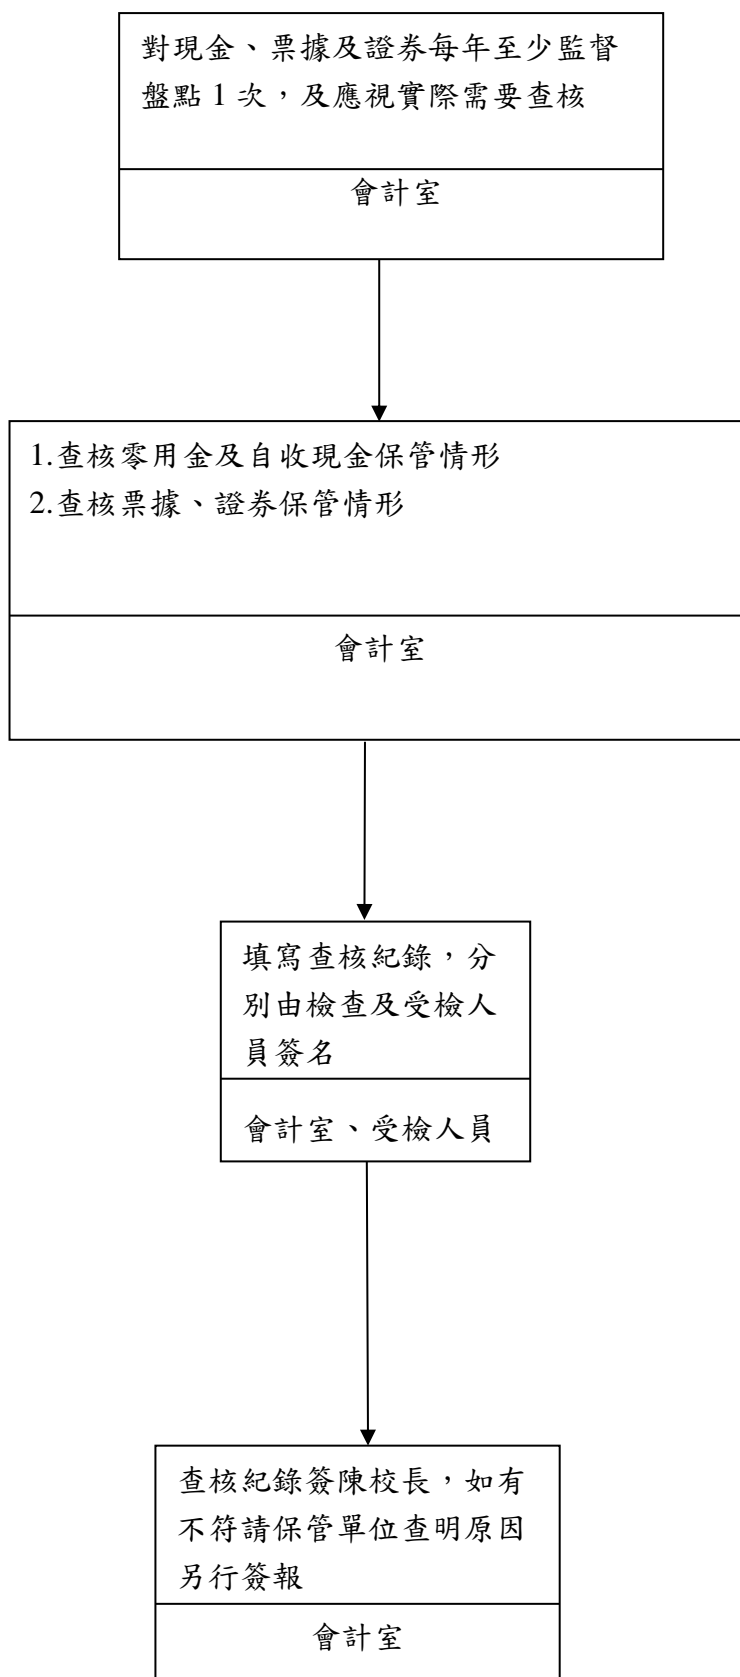 對現金、票據及證券每年至少監督
盤點 1 次，及應視實際需要查核
會計室
1.查核零用金及自收現金保管情形
2.查核票據、證券保管情形
會計室
填寫查核紀錄，分
別由檢查及受檢人
員簽名
會計室、受檢人員
查核紀錄簽陳校長，如有
不符請保管單位查明原因
另行簽報
會計室